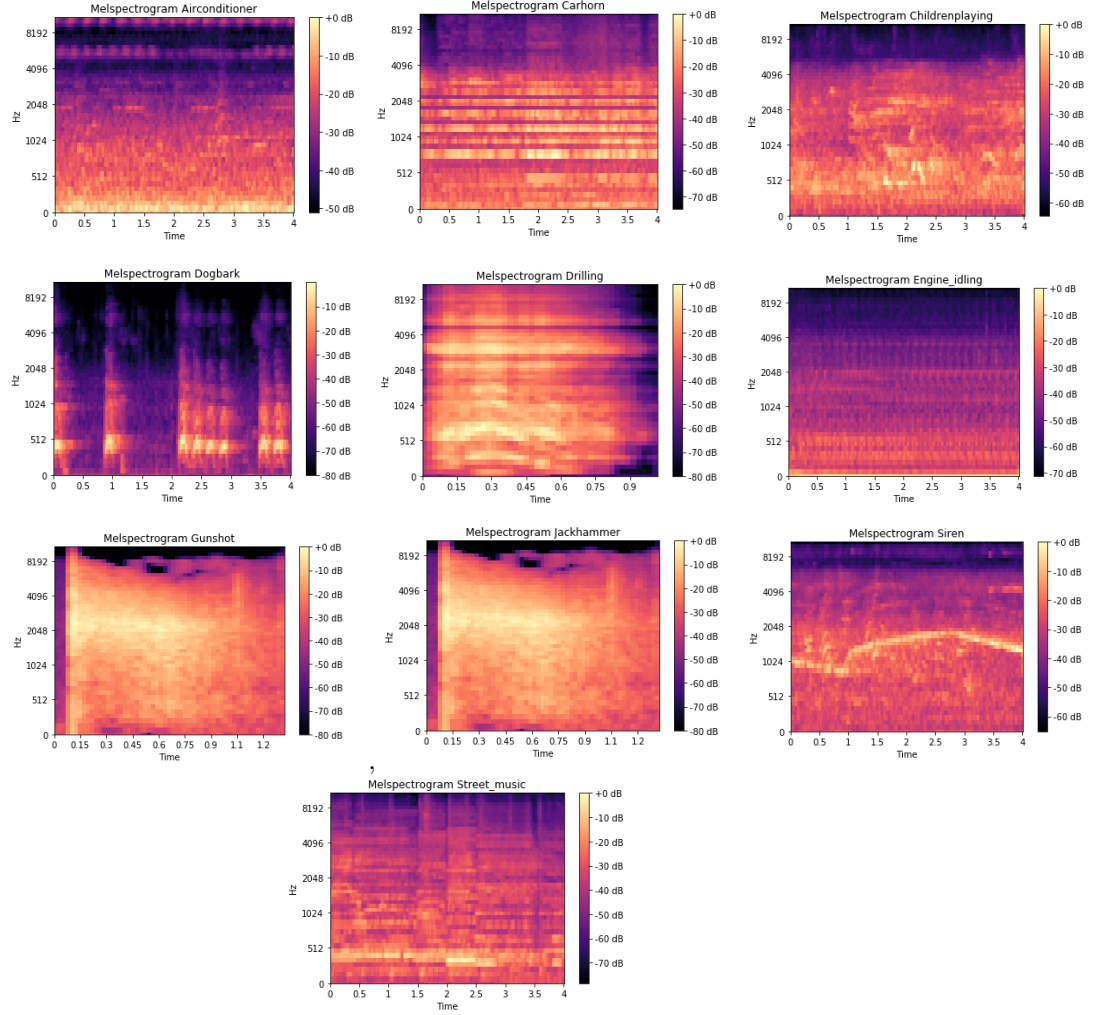 Melspectrogram Airconditioner
8192
4096
2048
1024
512
0
Hz
0 0.5 1 1.5 2 2.5 3 3.5 4
Time
+0 dB
-10 dB
-20 dB
-30 dB
-40 dB
-50 dB
Melspectrogram Carhorn
8192
4096
2048
1024
512
0
Hz
0 0.5 1 1.5 2 2.5 3 3.5 4
Time
+0 dB
-10 dB
-20 dB
-30 dB
-40 dB
-50 dB
-60 dB
-70 dB
Melspectrogram Childrenplaying
8192
4096
2048
1024
512
0
Hz
0 0.5 1 1.5 2 2.5 3 3.5 4
Time
+0 dB
-10 dB
-20 dB
-30 dB
-40 dB
-50 dB
-60 dB
Melspectrogram Dogbark
8192
4096
2048
1024
512
0
Hz
0 0.5 1 1.5 2 2.5 3 3.5 4
Time
+0 dB
-10 dB
-20 dB
-30 dB
-40 dB
-50 dB
-60 dB
-70 dB
-80 dB
Melspectrogram Drilling
8192
4096
2048
1024
512
0
Hz
0 0.15 0.3 0.45 0.6 0.75 0.9
Time
+0 dB
-10 dB
-20 dB
-30 dB
-40 dB
-50 dB
-60 dB
-70 dB
-80 dB
Melspectrogram Engine_idling
8192
4096
2048
1024
512
0
Hz
0 0.5 1 1.5 2 2.5 3 3.5 4
Time
+0 dB
-10 dB
-20 dB
-30 dB
-40 dB
-50 dB
-60 dB
-70 dB
Melspectrogram Gunshot
8192
4096
2048
1024
512
0
Hz
0 0.15 0.3 0.45 0.6 0.75 0.9 1.1 1.2
Time
+0 dB
-10 dB
-20 dB
-30 dB
-40 dB
-50 dB
-60 dB
-70 dB
-80 dB
Melspectrogram Jackhammer
8192
4096
2048
1024
512
0
Hz
0 0.15 0.3 0.45 0.6 0.75 0.9 1.1 1.2
Time
+0 dB
-10 dB
-20 dB
-30 dB
-40 dB
-50 dB
-60 dB
-70 dB
-80 dB
Melspectrogram Siren
8192
4096
2048
1024
512
0
Hz
0 0.5 1 1.5 2 2.5 3 3.5 4
Time
+0 dB
-10 dB
-20 dB
-30 dB
-40 dB
-50 dB
-60 dB
,
Melspectrogram Street_music
8192
4096
2048
1024
512
0
Hz
0 0.5 1 1.5 2 2.5 3 3.5 4
Time
+0 dB
-10 dB
-20 dB
-30 dB
-40 dB
-50 dB
-60 dB
-70 dB